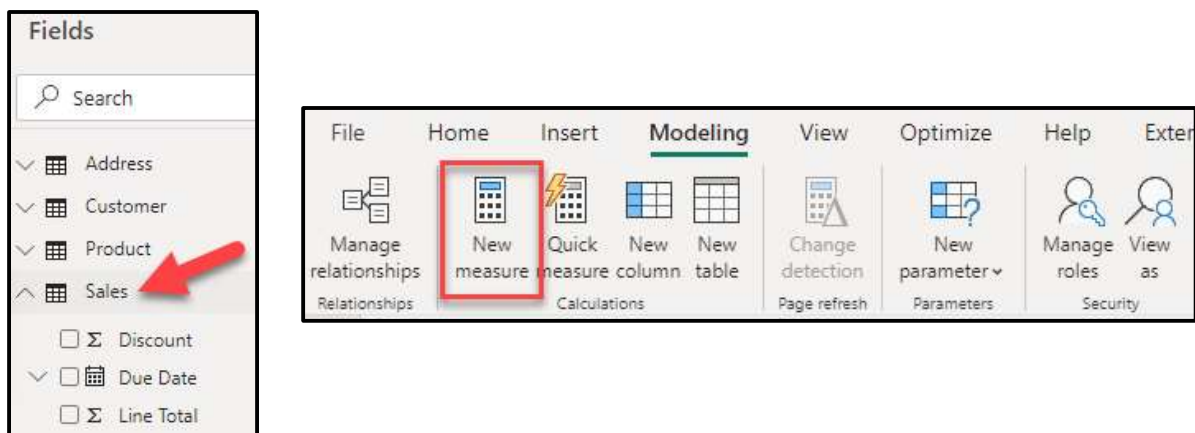 Fields
Search
Address
Customer
Product
Sales
Σ Discount
Due Date
Σ Line Total
File Home Insert Modeling View Optimize Help Exter
Manage relationships New measure Quick measure New column New table Change detection New parameter Manage roles View as
Relationships Calculations Page refresh Parameters Security